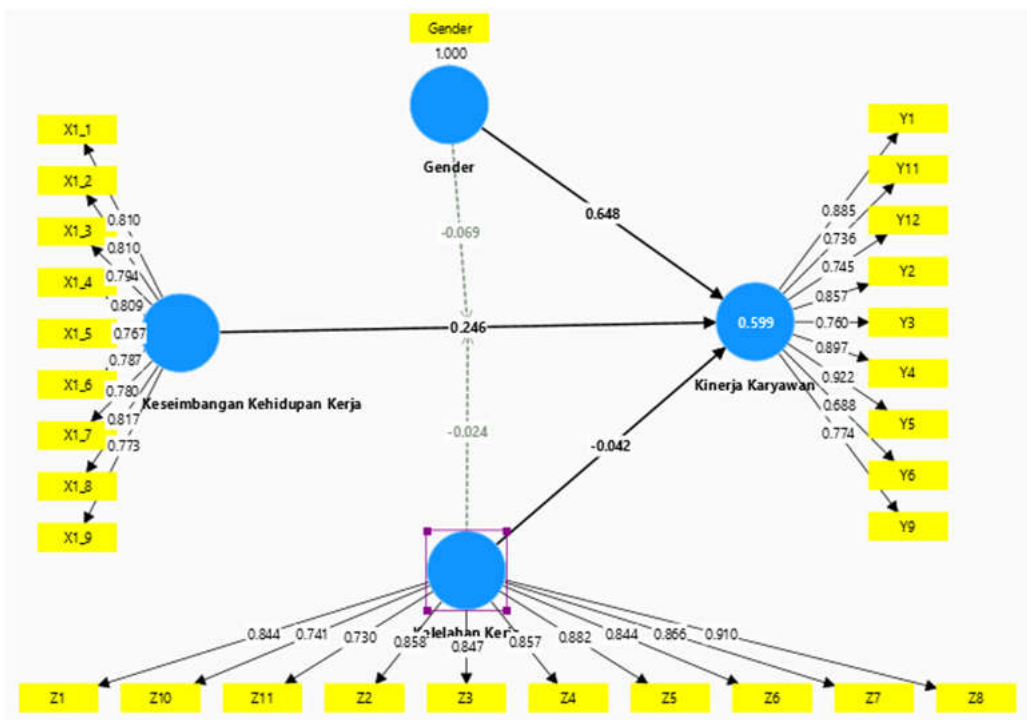 Gender
1.000
Gender
X1_1
X1_2
X1_3
X1_4
X1_5
X1_6
X1_7
X1_8
X1_9
0.810
0.810
0.794
0.809
0.767
0.787
0.780
0.817
0.773
Keseimbangan Kehidupan Kerja
-0.069
0.648
0.246
-0.024
-0.042
0.599
Kinerja Karyawan
0.885
0.736
0.745
0.857
0.760
0.897
0.922
0.688
0.774
Y1
Y11
Y12
Y2
Y3
Y4
Y5
Y6
Y9
Kelelahan Kerja
0.844
0.741
0.730
0.858
0.847
0.857
0.882
0.844
0.866
0.910
Z1
Z10
Z11
Z2
Z3
Z4
Z5
Z6
Z7
Z8